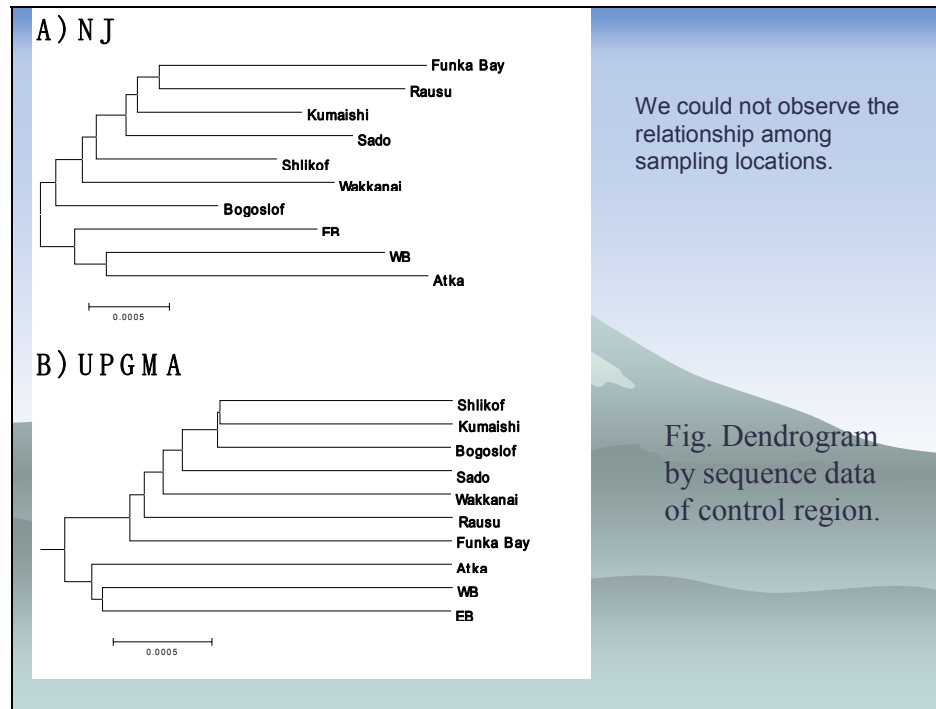 A) NJ
Funka Bay
Rausu
Kumaishi
Sado
Shlikof
Wakkanai
Bogoslof
EB
WB
Atka
0.0005
We could not observe the
relationship among
sampling locations.
B) UPGMA
Shlikof
Kumaishi
Bogoslof
Sado
Wakkanai
Rausu
Funka Bay
Atka
WB
EB
0.0005
Fig. Dendrogram
by sequence data
of control region.